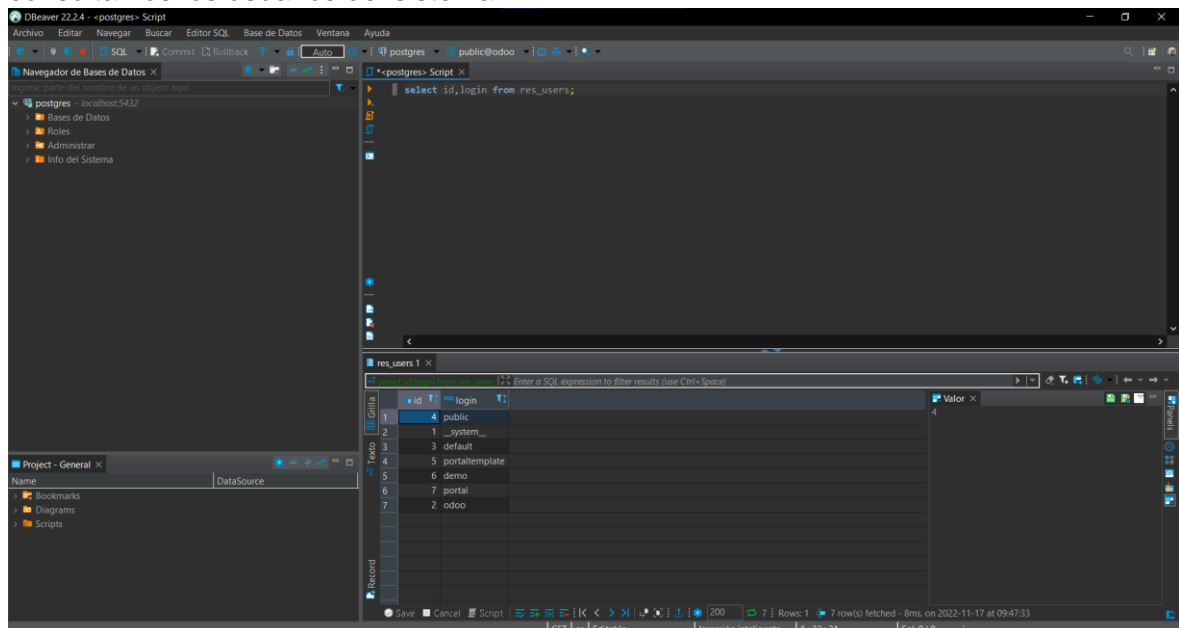 DBeaver 22.2.4 - <postgres> Script
Archivo Editar Navegar Buscar Editor SQL Base de Datos Ventana Ayuda
SQL Commit Rollback Auto postgres public@odoo
Navegador de Bases de Datos
Ingrese parte del nombre de un objeto aquí
postgres - localhost:5432
Bases de Datos
Roles
Administrar
Info del Sistema
*<postgres> Script
select id,login from res_users;
Project - General
Name DataSource
Bookmarks
Diagrams
Scripts
res_users 1
select id,login from res_users Enter a SQL expression to filter results (use Ctrl+Space)
Grilla
Texto
Record
id login
1 4 public
2 1 __system__
3 3 default
4 5 portaltemplate
5 6 demo
6 7 portal
7 2 odoo
Valor
4
Panels
Save Cancel Script 200 7 Rows: 1 7 row(s) fetched - 8ms, on 2022-11-17 at 09:47:33